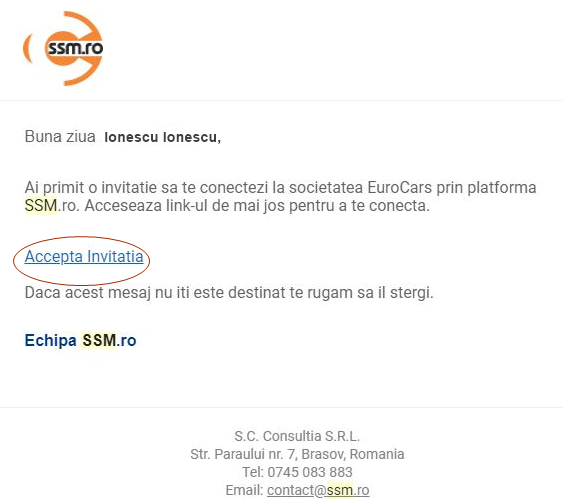 ssm.ro
Buna ziua Ionescu Ionescu,
Ai primit o invitatie sa te conectezi la societatea EuroCars prin platforma
SSM.ro. Acceseaza link-ul de mai jos pentru a te conecta.
Accepta Invitatia
Daca acest mesaj nu iti este destinat te rugam sa il stergi.
Echipa SSM.ro
S.C. Consultia S.R.L.
Str. Paraului nr. 7, Brasov, Romania
Tel: 0745 083 883
Email: contact@ssm.ro